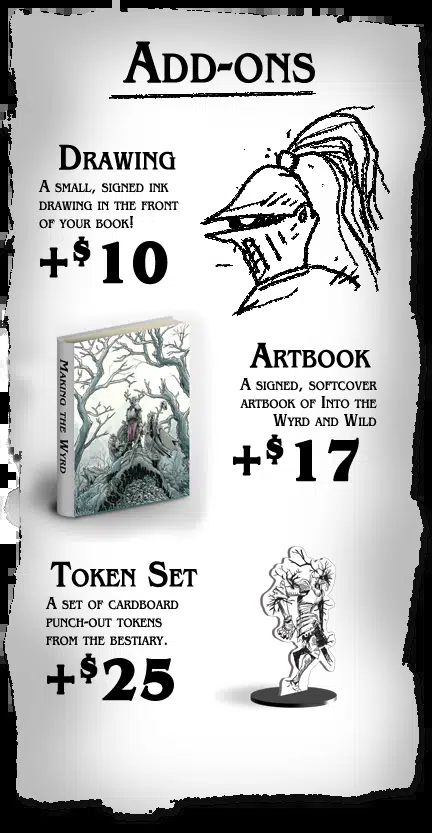 Add-ons
Drawing
A small, signed ink
drawing in the front
of your book!
+$10
Making the Wyrd
Artbook
A signed, softcover
artbook of Into the
Wyrd and Wild
+$17
Token Set
A set of cardboard
punch-out tokens
from the bestiary.
+$25